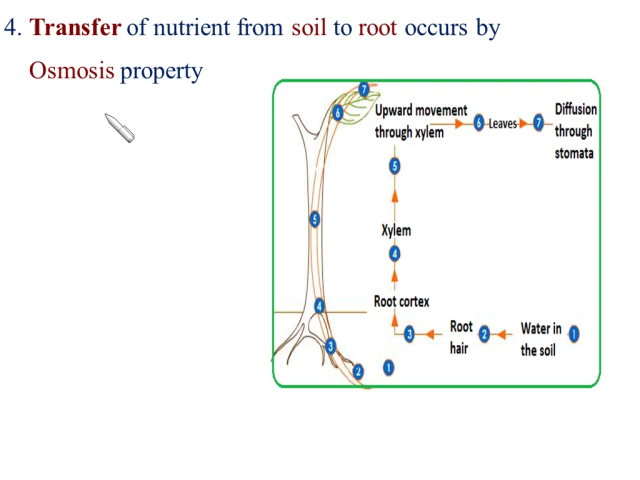 4. Transfer of nutrient from soil to root occurs by
Osmosis property
7
6
Upward movement
through xylem
6 Leaves 7
Diffusion
through
stomata
5
5
Xylem
4
4
Root cortex
3
3
Root
hair
2
Water in
the soil
1
2
1